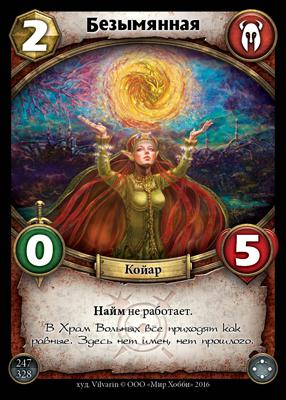 2
Безымянная
0
Койар
5
Найм не работает.
В Храм Вольных все приходят как
равные. Здесь нет имён, нет прошлого.
247
328
худ. Vilvarin © ООО «Мир Хобби» 2016